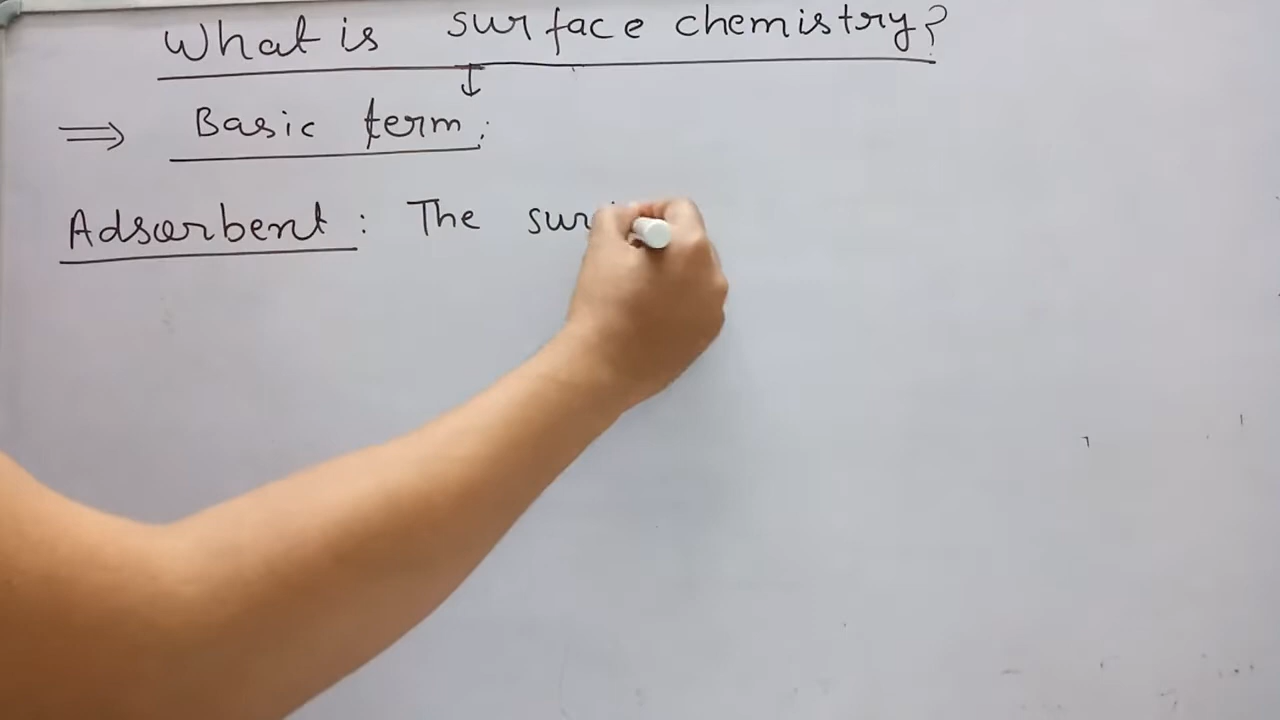 What is surface chemistry?
⇒ Basic term:
Adsorbent : The sur